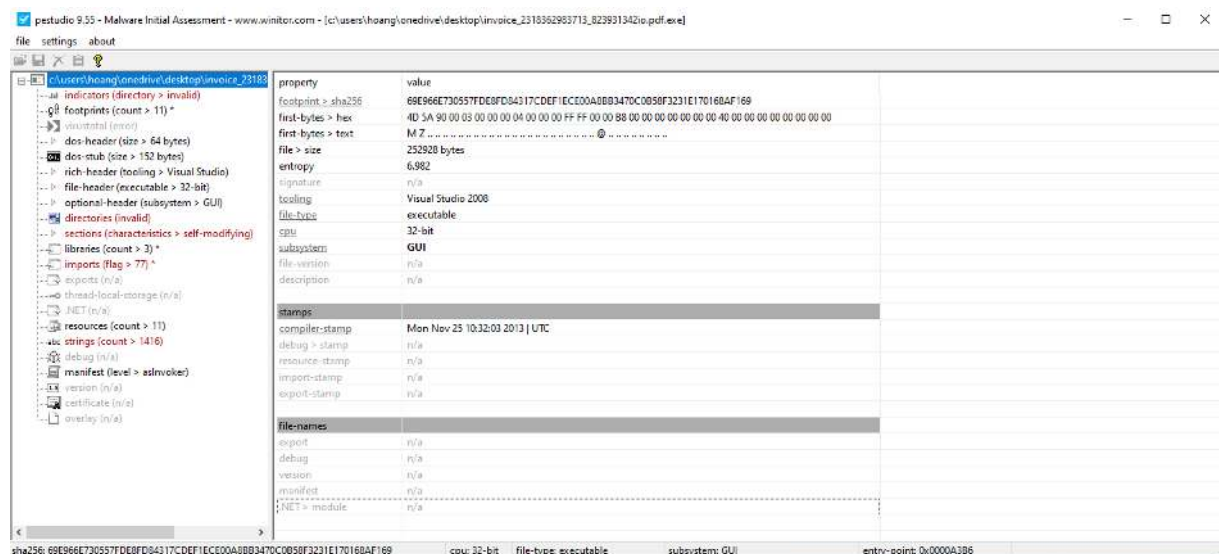 pestudio 9.55 - Malware Initial Assessment - www.winitor.com - [c:\users\hoang\onedrive\desktop\invoice_2318362983713_823931342io.pdf.exe]
file settings about
c:\users\hoang\onedrive\desktop\invoice_23183
indicators (directory > invalid)
footprints (count > 11) *
virustotal (error)
dos-header (size > 64 bytes)
dos-stub (size > 152 bytes)
rich-header (tooling > Visual Studio)
file-header (executable > 32-bit)
optional-header (subsystem > GUI)
directories (invalid)
sections (characteristics > self-modifying)
libraries (count > 3) *
imports (flag > 77) *
exports (n/a)
thread-local-storage (n/a)
.NET (n/a)
resources (count > 11)
abc strings (count > 1416)
debug (n/a)
manifest (level > asInvoker)
version (n/a)
certificate (n/a)
overlay (n/a)
property value
footprint > sha256 69E966E730557FDE8FD84317CDEF1ECE00A8BB3470C0B58F3231E170168AF169
first-bytes > hex 4D 5A 90 00 03 00 00 00 04 00 00 00 FF FF 00 00 B8 00 00 00 00 00 00 00 40 00 00 00 00 00 00 00
first-bytes > text M Z .. .. .. .. .. .. .. .. .. .. .. .. .. .. @ .. .. .. .. .. .. ..
file > size 252928 bytes
entropy 6.982
signature n/a
tooling Visual Studio 2008
file-type executable
cpu 32-bit
subsystem GUI
file-version n/a
description n/a
stamps
compiler-stamp Mon Nov 25 10:32:03 2013 | UTC
debug > stamp n/a
resource-stamp n/a
import-stamp n/a
export-stamp n/a
file-names
export n/a
debug n/a
version n/a
manifest n/a
.NET > module n/a
sha256: 69E966E730557FDE8FD84317CDEF1ECE00A8BB3470C0B58F3231E170168AF169 cpu: 32-bit file-type: executable subsystem: GUI entry-point: 0x0000A3B6